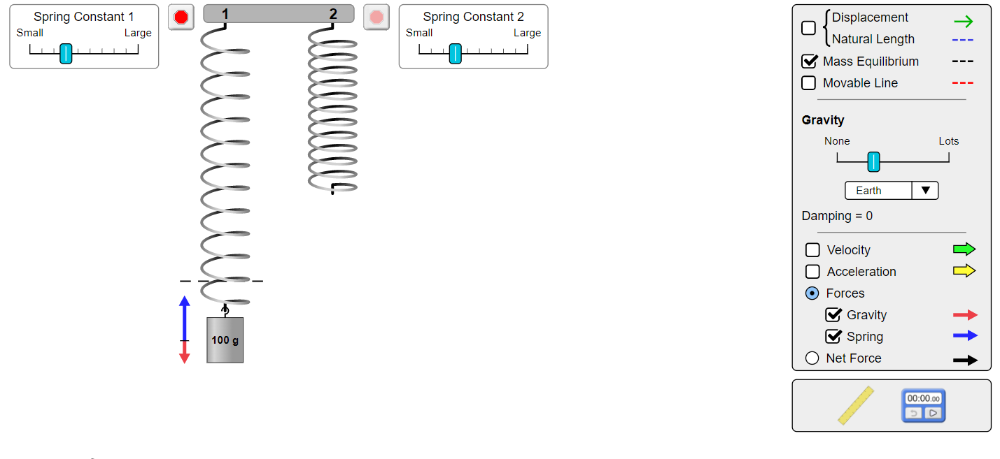 Spring Constant 1
Small Large
1 2
Spring Constant 2
Small Large
100 g
Displacement
Natural Length
Mass Equilibrium
Movable Line
Gravity
None Lots
Earth
Damping = 0
Velocity
Acceleration
Forces
Gravity
Spring
Net Force
00:00.00